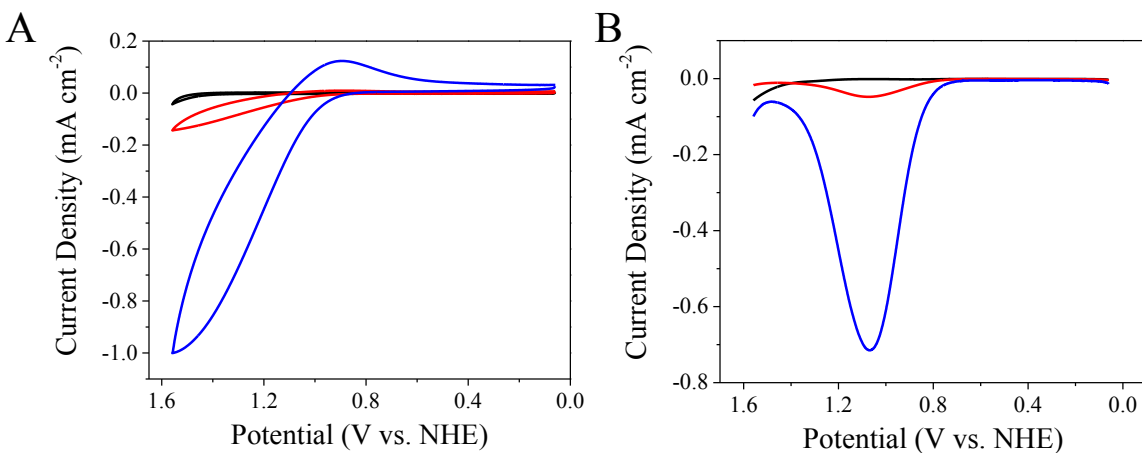 A
B
Current Density (mA cm-2)
0.2
0.0
-0.2
-0.4
-0.6
-0.8
-1.0
1.6 1.2 0.8 0.4 0.0
Potential (V vs. NHE)
Current Density (mA cm-2)
0.0
-0.2
-0.4
-0.6
-0.8
1.6 1.2 0.8 0.4 0.0
Potential (V vs. NHE)